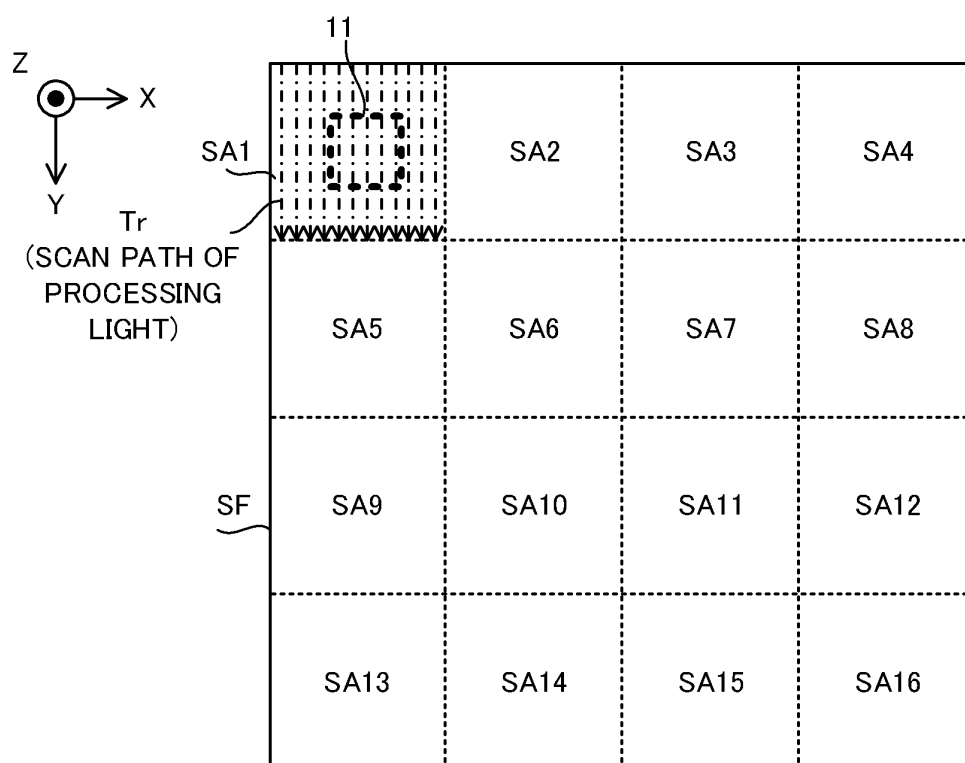 11
Z
X
Y
SA1
SA2
SA3
SA4
Tr
(SCAN PATH OF
PROCESSING
LIGHT)
SA5
SA6
SA7
SA8
SF
SA9
SA10
SA11
SA12
SA13
SA14
SA15
SA16